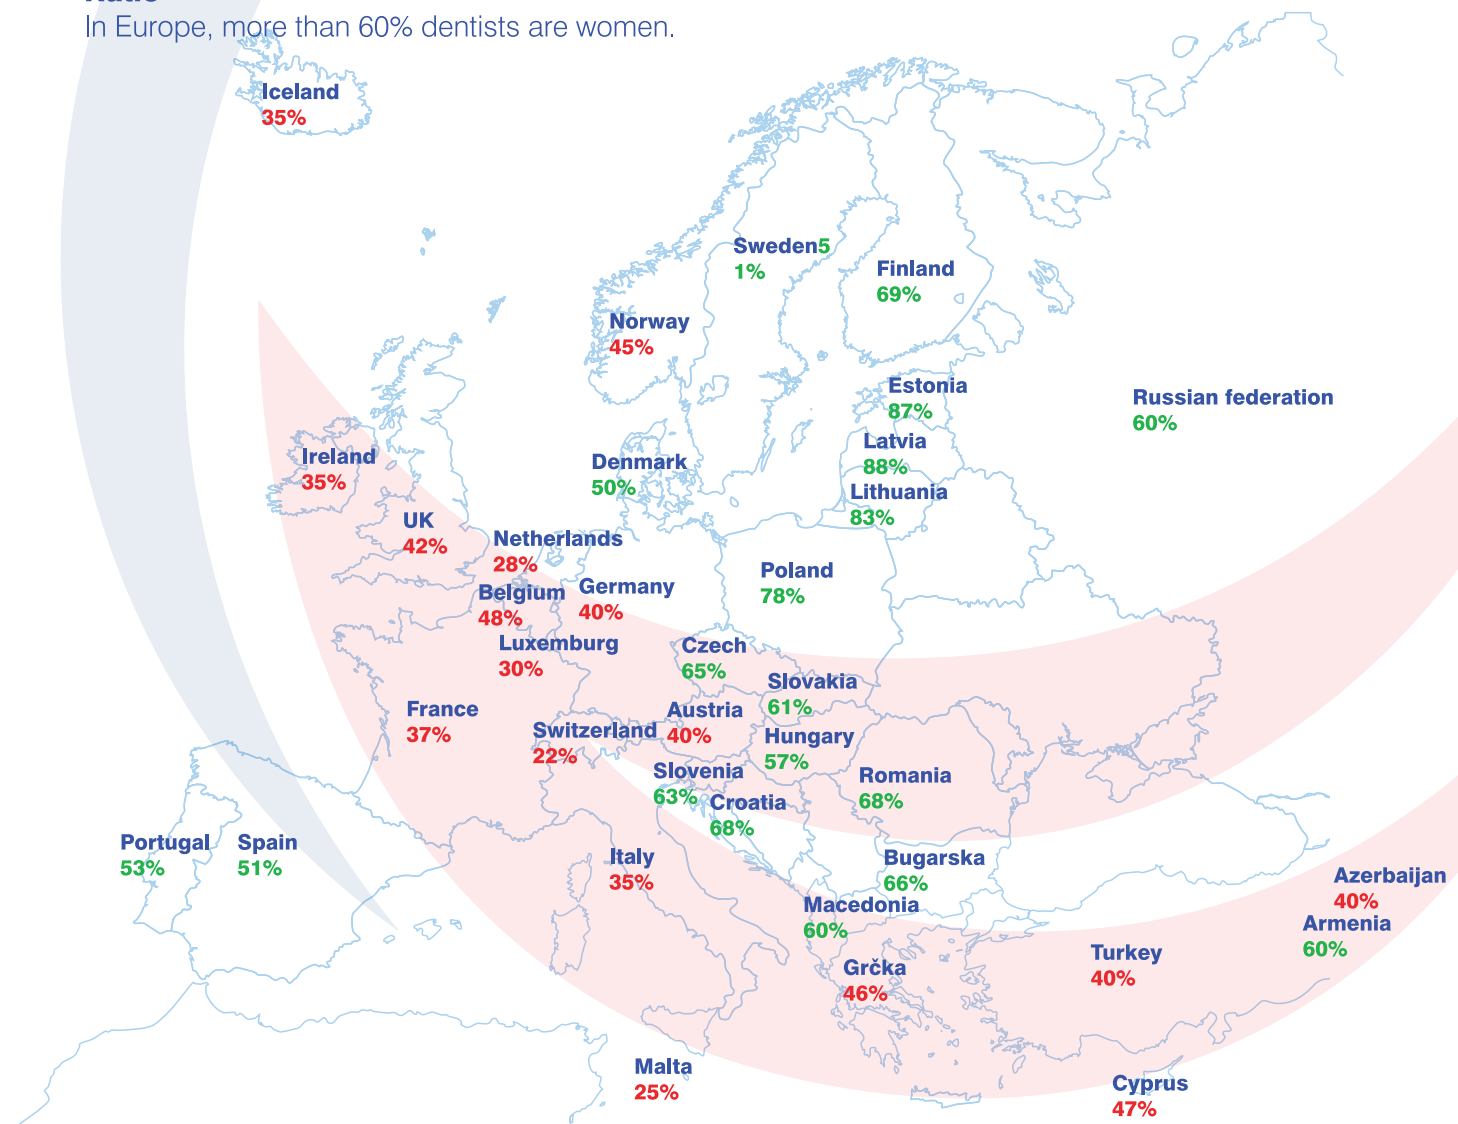 In Europe, more than 60% dentists are women.
Iceland
35%
Sweden5
1%
Finland
69%
Norway
45%
Estonia
87%
Russian federation
60%
Latvia
88%
Ireland
35%
Denmark
50%
Lithuania
83%
UK
42%
Netherlands
28%
Poland
78%
Belgium
48%
Germany
40%
Luxemburg
30%
Czech
65%
Slovakia
61%
France
37%
Austria
40%
Switzerland
22%
Hungary
57%
Slovenia
63%
Romania
68%
Croatia
68%
Portugal
53%
Spain
51%
Italy
35%
Bugarska
66%
Azerbaijan
40%
Macedonia
60%
Armenia
60%
Turkey
40%
Grčka
46%
Malta
25%
Cyprus
47%